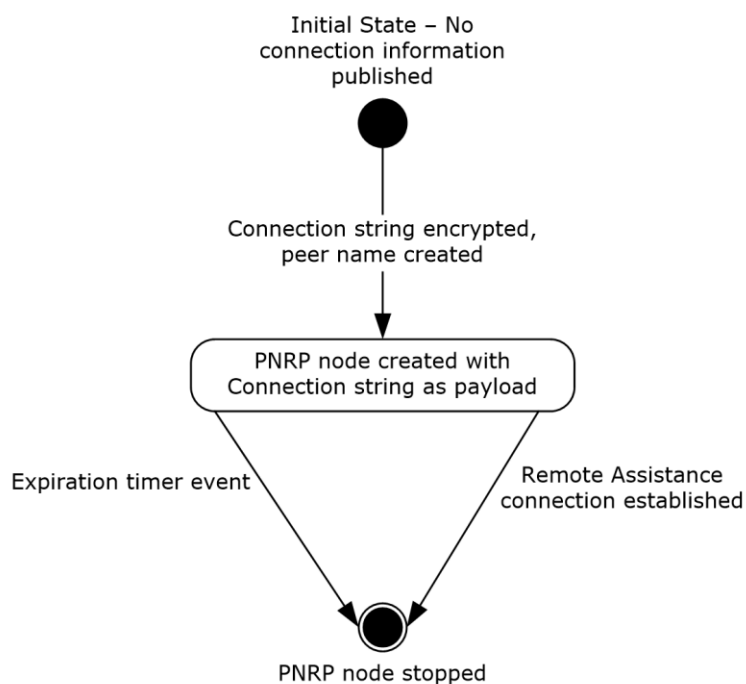 Initial State – No
connection information
published
Connection string encrypted,
peer name created
PNRP node created with
Connection string as payload
Expiration timer event
Remote Assistance
connection established
PNRP node stopped